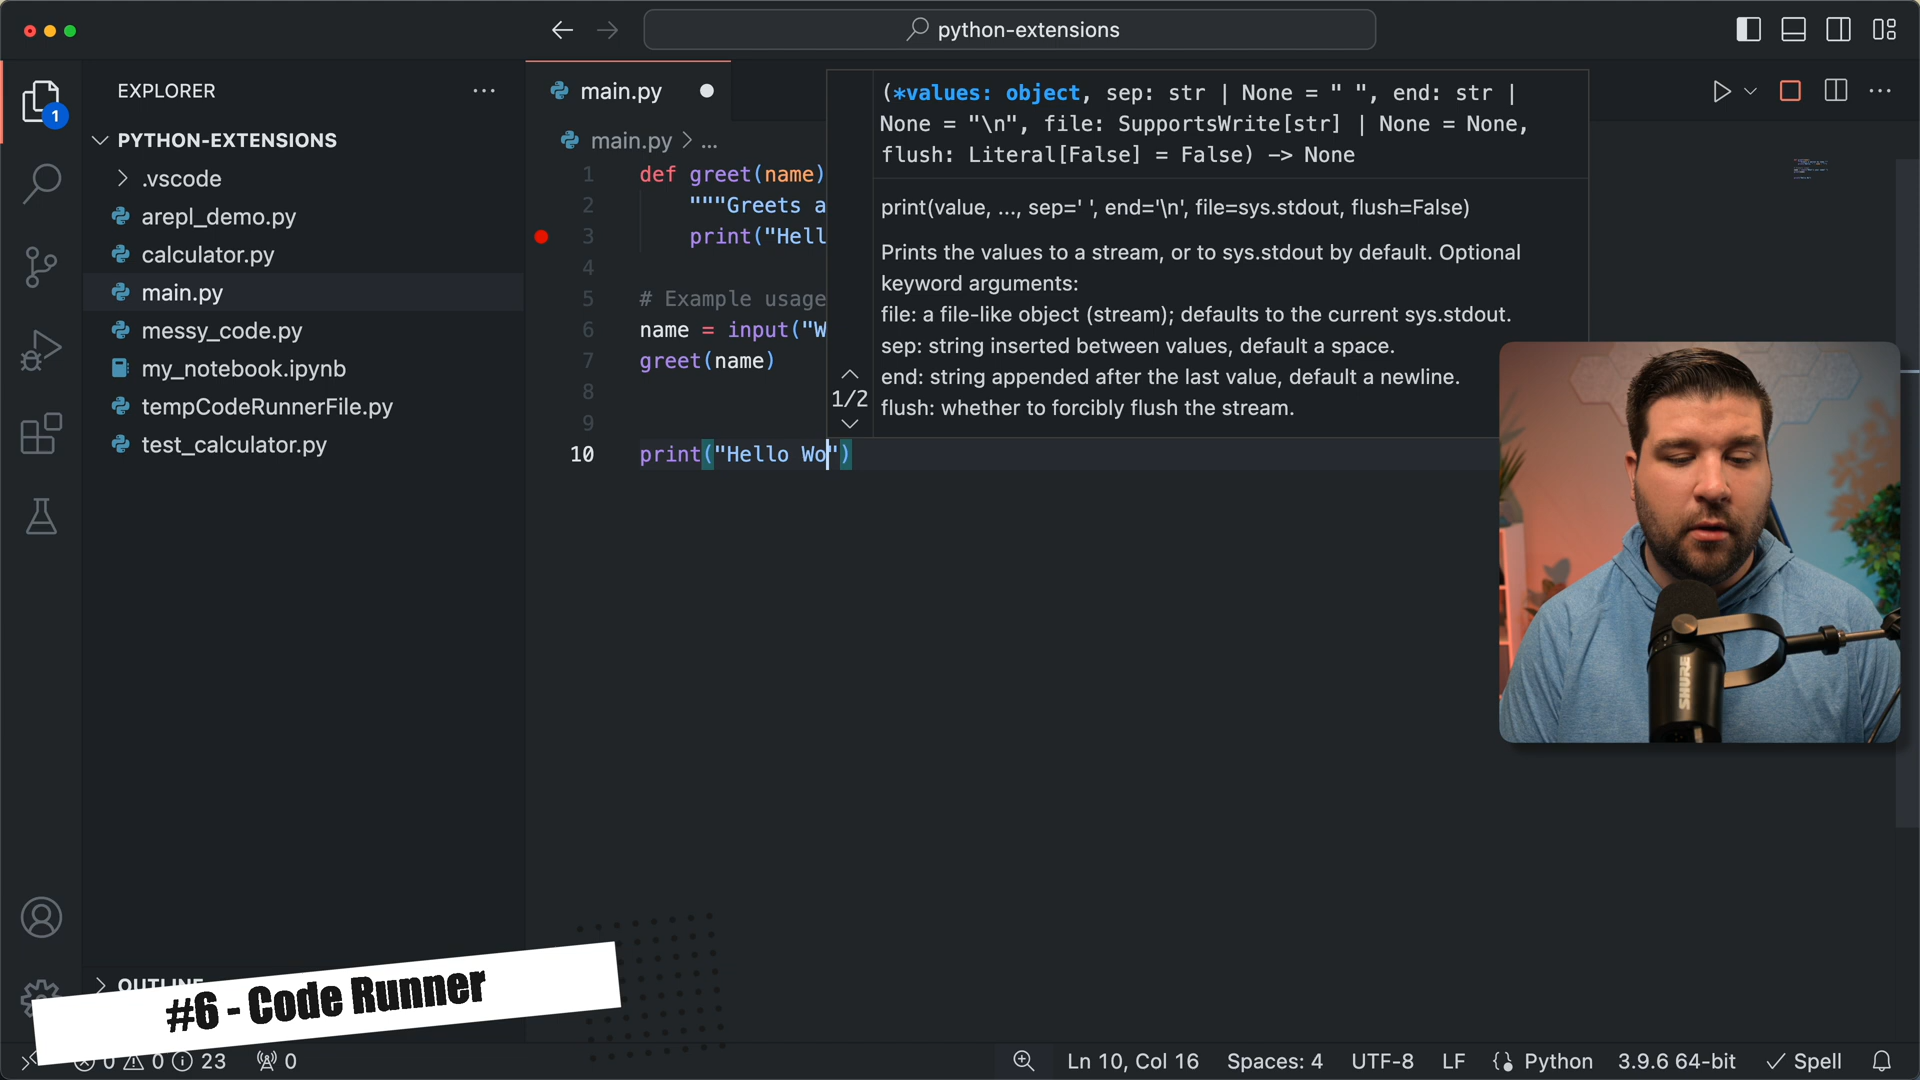 python-extensions
EXPLORER
1
PYTHON-EXTENSIONS
.vscode
arepl_demo.py
calculator.py
main.py
messy_code.py
my_notebook.ipynb
tempCodeRunnerFile.py
test_calculator.py
main.py
main.py > ...
1 def greet(name)
2 """Greets a
3 print("Hell
4
5 # Example usage
6 name = input("W
7 greet(name)
8
9
10 print("Hello Wo")
(*values: object, sep: str | None = " ", end: str |
None = "\n", file: SupportsWrite[str] | None = None,
flush: Literal[False] = False) -> None
print(value, ..., sep=' ', end='\n', file=sys.stdout, flush=False)
Prints the values to a stream, or to sys.stdout by default. Optional
keyword arguments:
file: a file-like object (stream); defaults to the current sys.stdout.
sep: string inserted between values, default a space.
end: string appended after the last value, default a newline.
flush: whether to forcibly flush the stream.
1/2
SHURE
OUTLINE
#6 - Code Runner
0 0 23 0
Ln 10, Col 16 Spaces: 4 UTF-8 LF Python 3.9.6 64-bit Spell